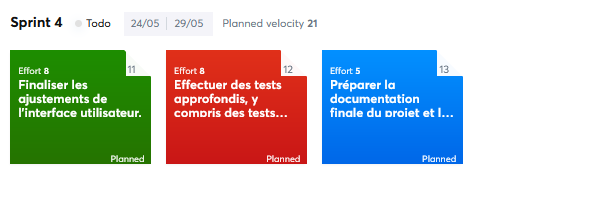 Sprint 4 Todo 24/05 29/05 Planned velocity 21
11
Effort 8
Finaliser les
ajustements de
l'interface utilisateur.
Planned
12
Effort 8
Effectuer des tests
approfondis, y
compris des tests...
Planned
13
Effort 5
Préparer la
documentation
finale du projet et l...
Planned